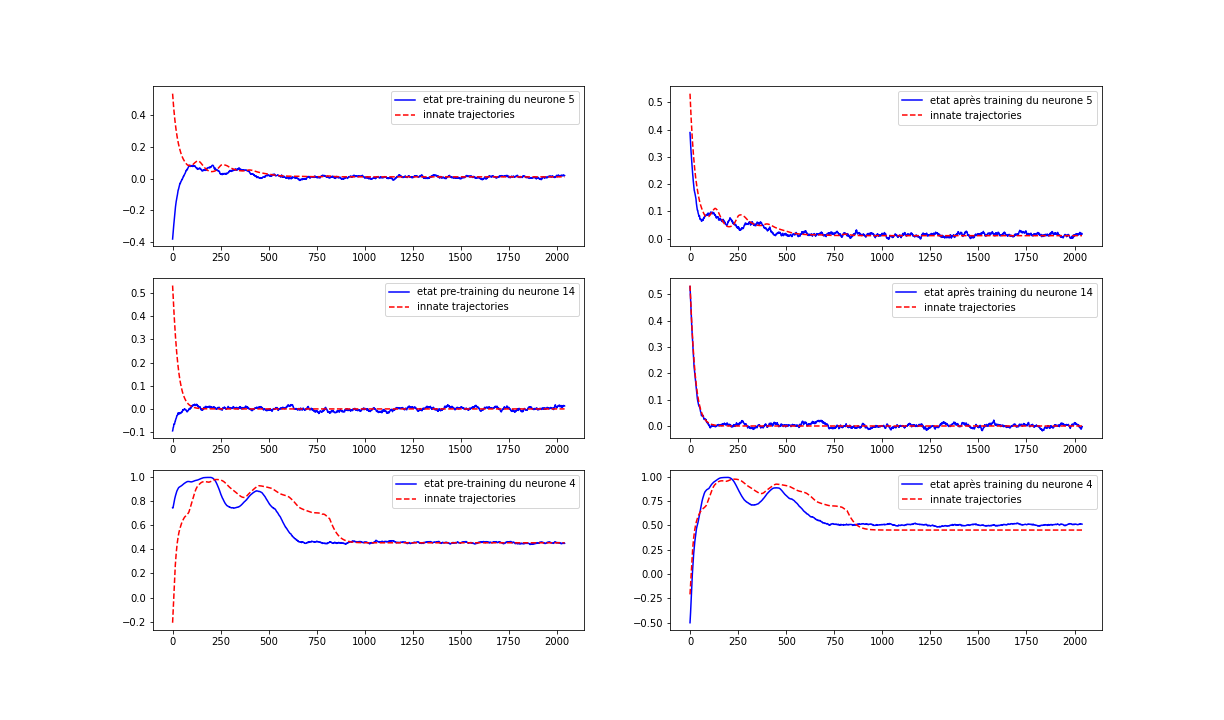 etat pre-training du neurone 5
innate trajectories
0.4
0.2
0.0
−0.2
−0.4
0 250 500 750 1000 1250 1500 1750 2000
etat après training du neurone 5
innate trajectories
0.5
0.4
0.3
0.2
0.1
0.0
0 250 500 750 1000 1250 1500 1750 2000
etat pre-training du neurone 14
innate trajectories
0.5
0.4
0.3
0.2
0.1
0.0
−0.1
0 250 500 750 1000 1250 1500 1750 2000
etat après training du neurone 14
innate trajectories
0.5
0.4
0.3
0.2
0.1
0.0
0 250 500 750 1000 1250 1500 1750 2000
etat pre-training du neurone 4
innate trajectories
1.0
0.8
0.6
0.4
0.2
0.0
−0.2
0 250 500 750 1000 1250 1500 1750 2000
etat après training du neurone 4
innate trajectories
1.00
0.75
0.50
0.25
0.00
−0.25
−0.50
0 250 500 750 1000 1250 1500 1750 2000